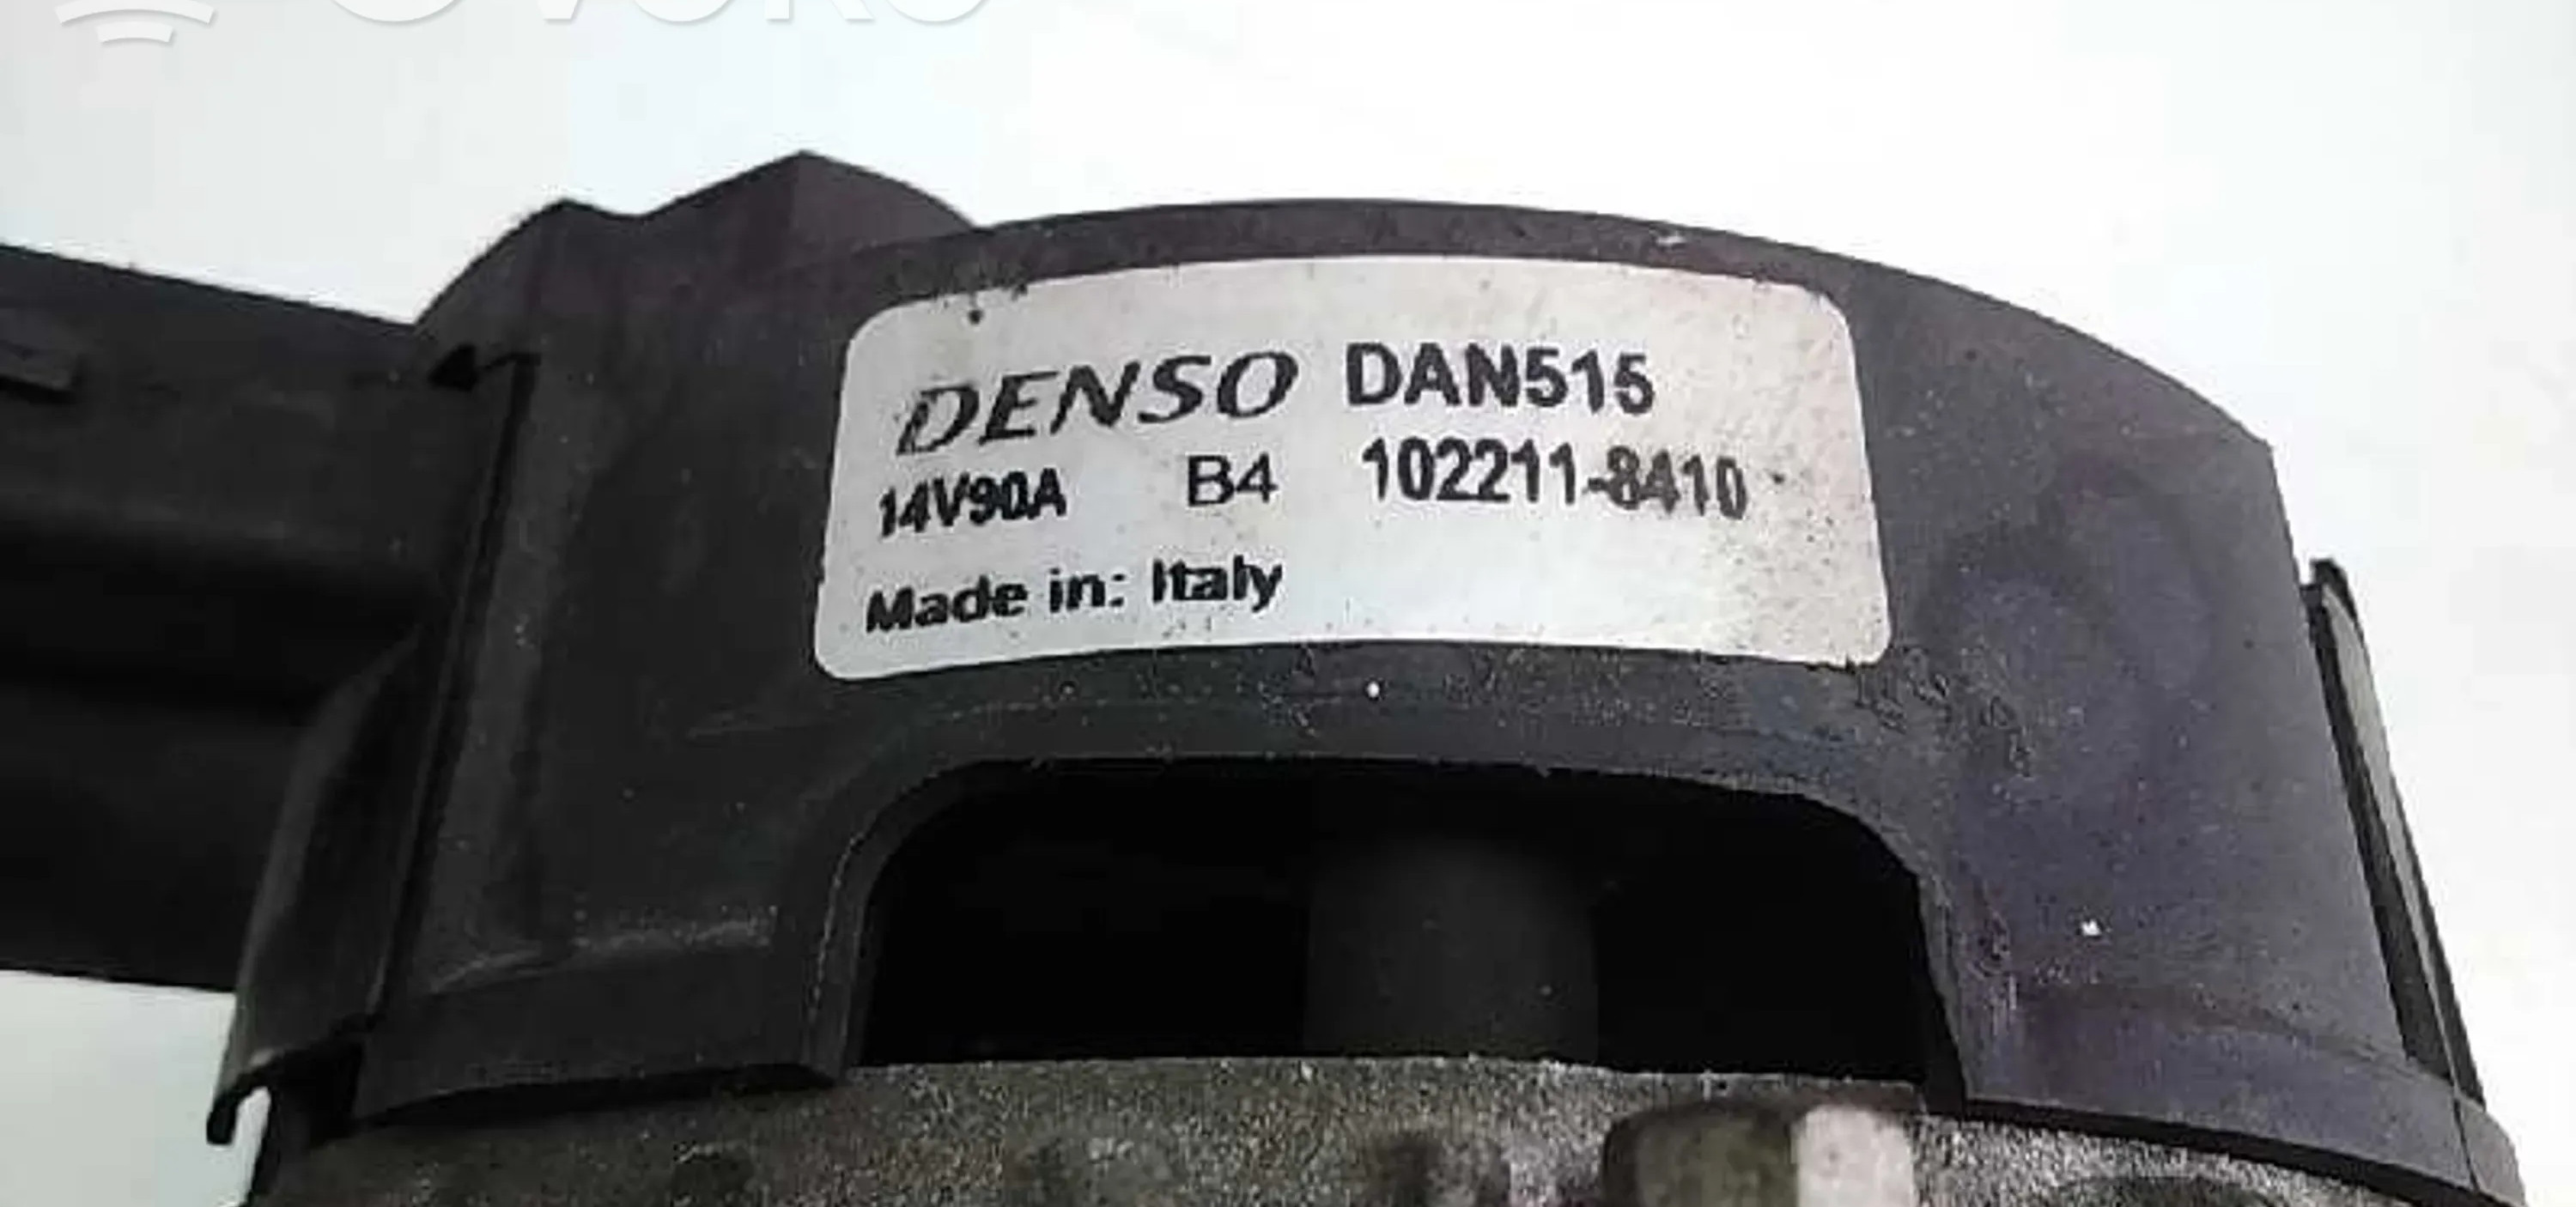 DENSO DAN515
14V90A B4 102211-8410
Made in: Italy